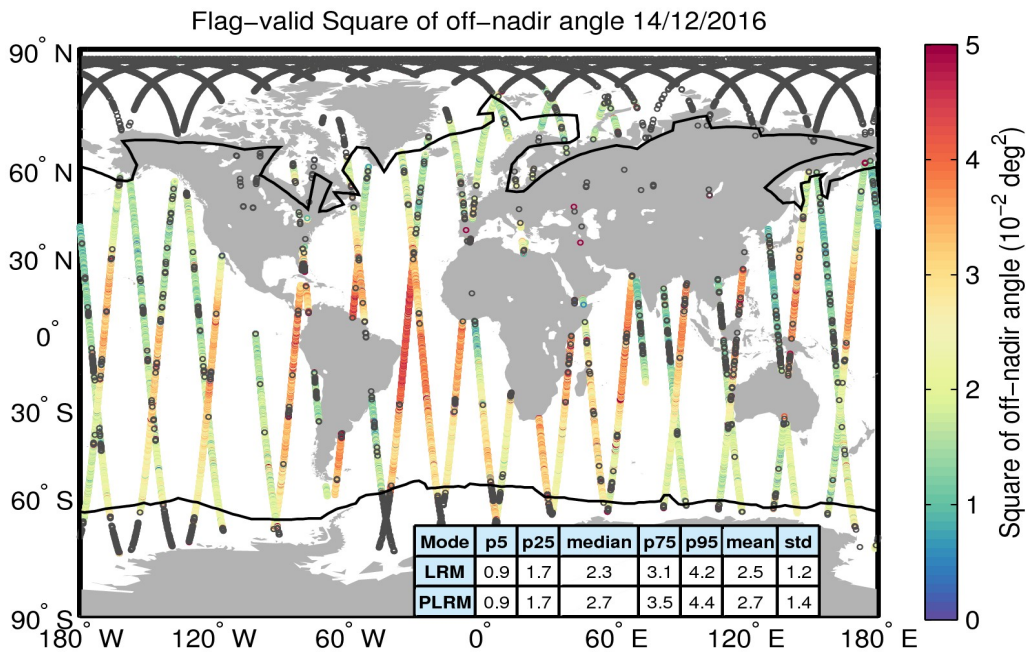 Flag−valid Square of off−nadir angle 14/12/2016
90° N
60° N
30° N
0°
30° S
60° S
90° S
180° W
120° W
60° W
0°
60° E
120° E
180° E
Mode p5 p25 median p75 p95 mean std
LRM 0.9 1.7 2.3 3.1 4.2 2.5 1.2
PLRM 0.9 1.7 2.7 3.5 4.4 2.7 1.4
5
4
3
2
1
0
Square of off−nadir angle (10⁻² deg²)